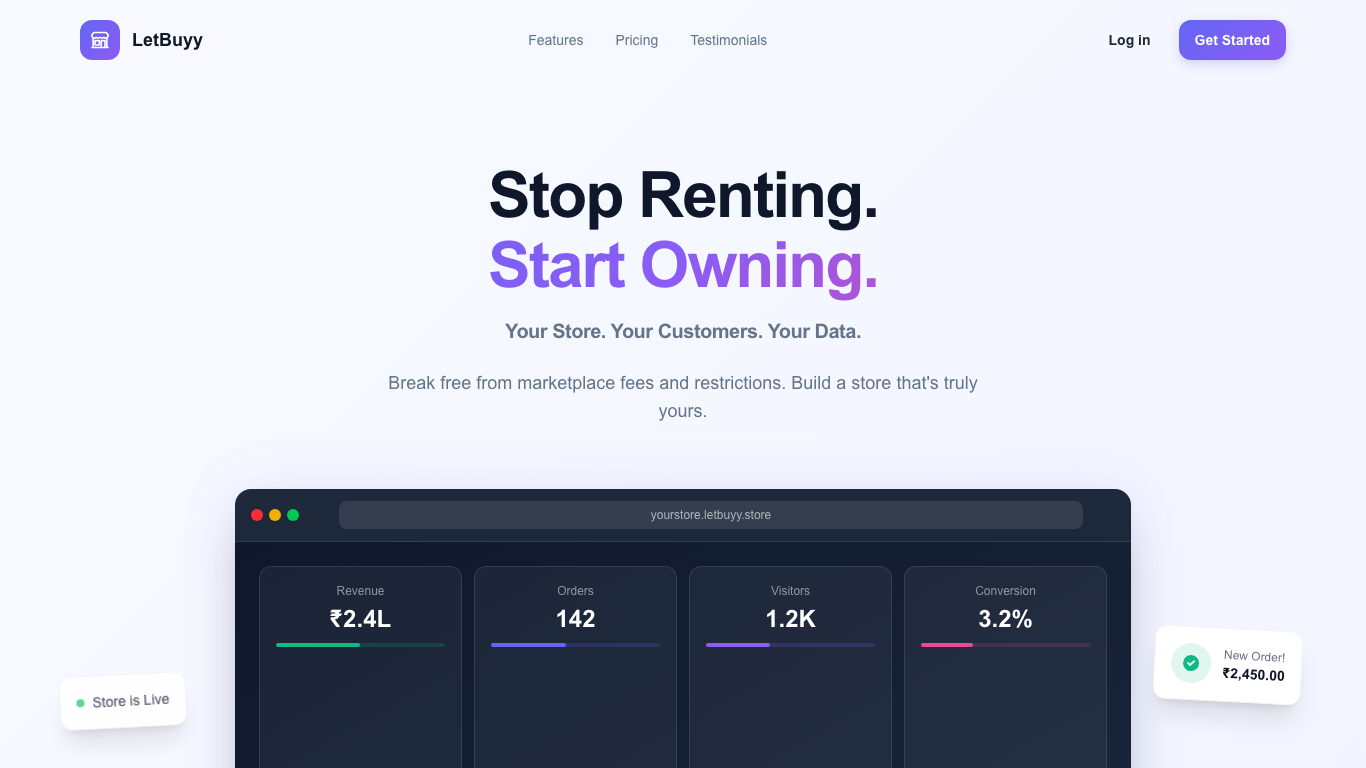 LetBuyy
Features
Pricing
Testimonials
Log in
Get Started
Stop Renting.
Start Owning.
Your Store. Your Customers. Your Data.
Break free from marketplace fees and restrictions. Build a store that's truly
yours.
yourstore.letbuyy.store
Revenue
₹2.4L
Orders
142
Visitors
1.2K
Conversion
3.2%
New Order!
₹2,450.00
Store is Live